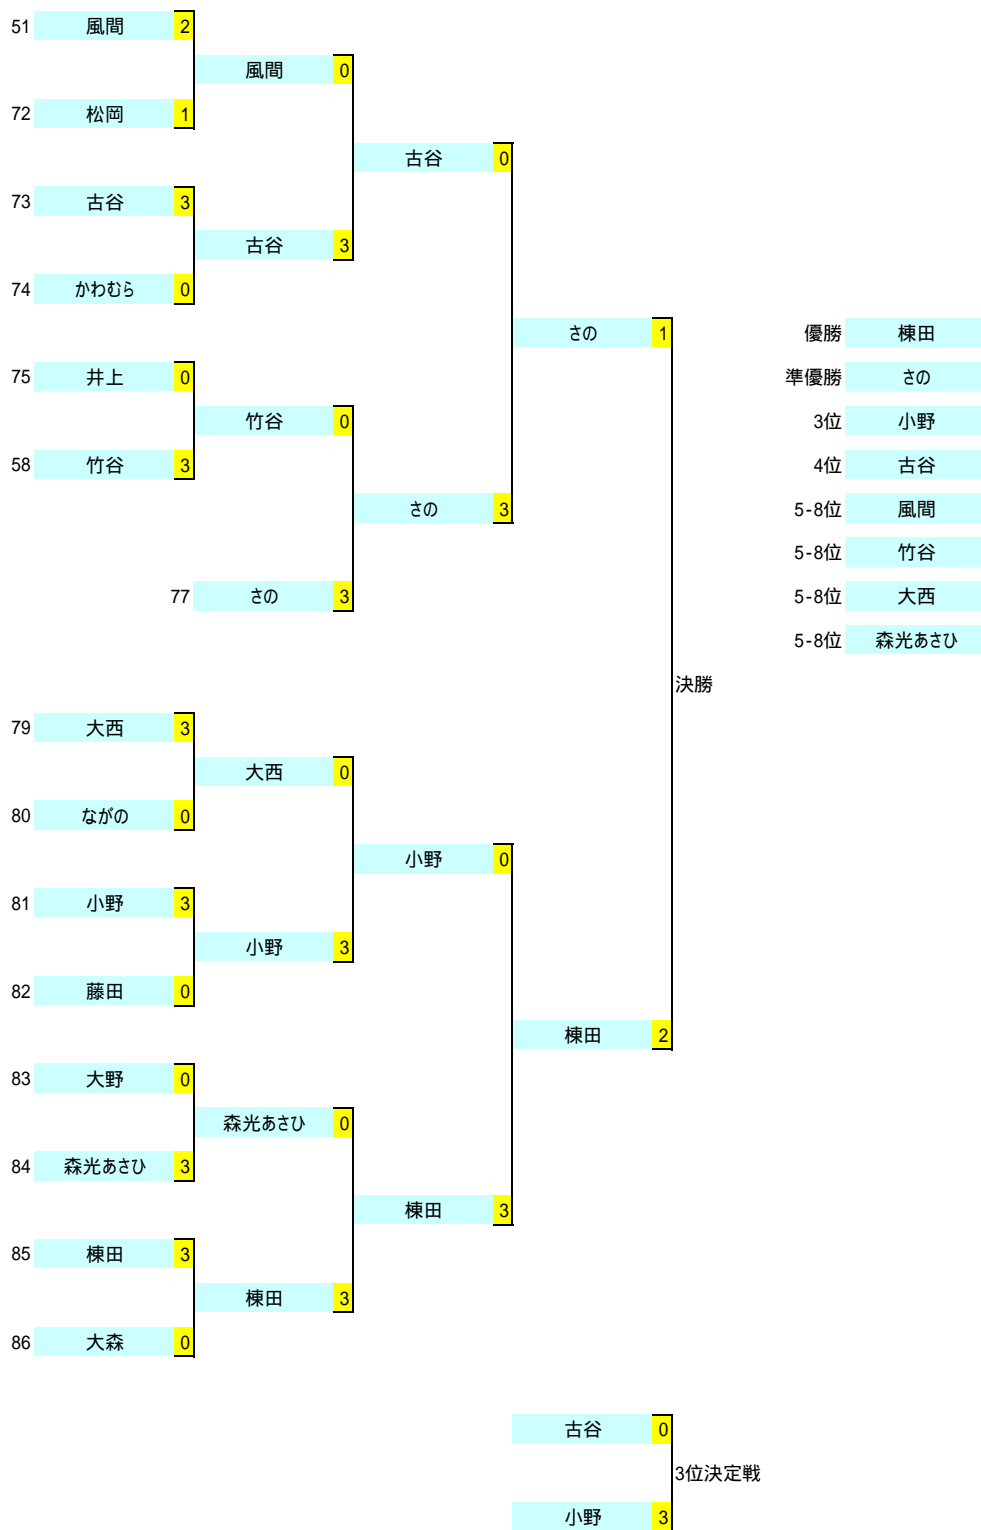 51 風間 2
風間 0
72 松岡 1
古谷 0
73 古谷 3
古谷 3
74 かわむら 0
さの 1
75 井上 0
竹谷 0
58 竹谷 3
さの 3
77 さの 3
優勝 棟田
準優勝 さの
3位 小野
4位 古谷
5-8位 風間
5-8位 竹谷
5-8位 大西
5-8位 森光あさひ
決勝
79 大西 3
大西 0
80 ながの 0
小野 0
81 小野 3
小野 3
82 藤田 0
棟田 2
83 大野 0
森光あさひ 0
84 森光あさひ 3
棟田 3
85 棟田 3
棟田 3
86 大森 0
古谷 0
3位決定戦
小野 3